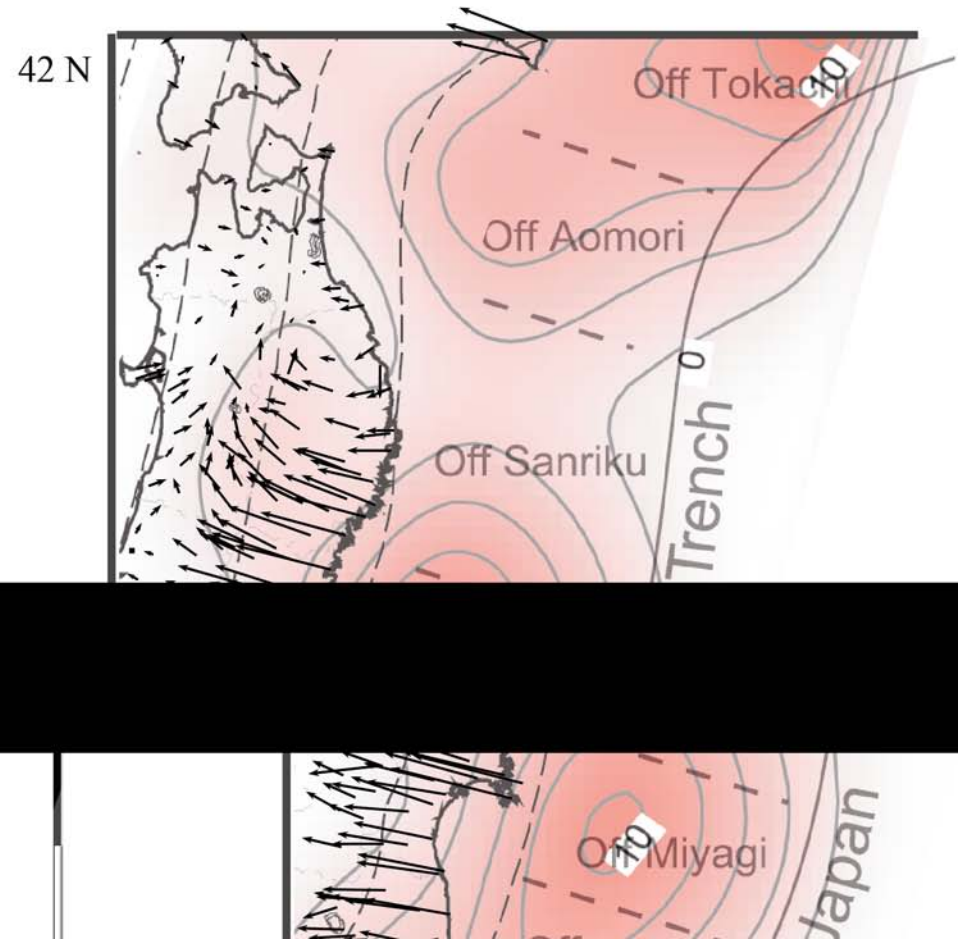 42 N
Off Tokachi
10
Off Aomori
0
Off Sanriku
Trench
Off Miyagi
10
Japan